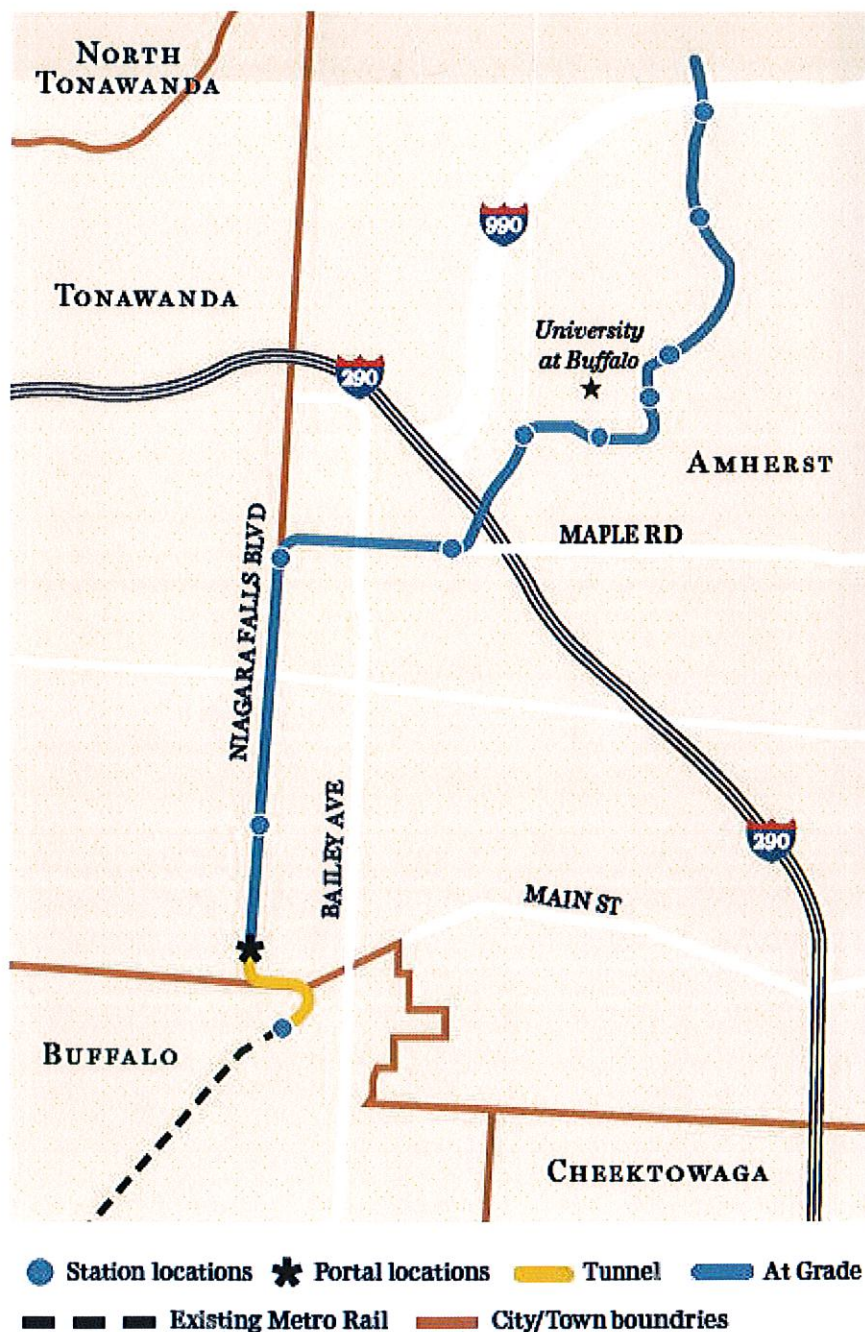 NORTH
TONAWANDA
990
TONAWANDA
University
at Buffalo
290
AMHERST
MAPLE RD
NIAGARA FALLS BLVD
BAILEY AVE
290
MAIN ST
BUFFALO
CHEEKTOWAGA
Station locations Portal locations Tunnel At Grade
Existing Metro Rail City/Town boundries